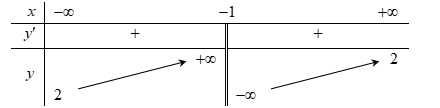 x −∞ −1 +∞
y′ + +
+∞ 2
y
2 −∞